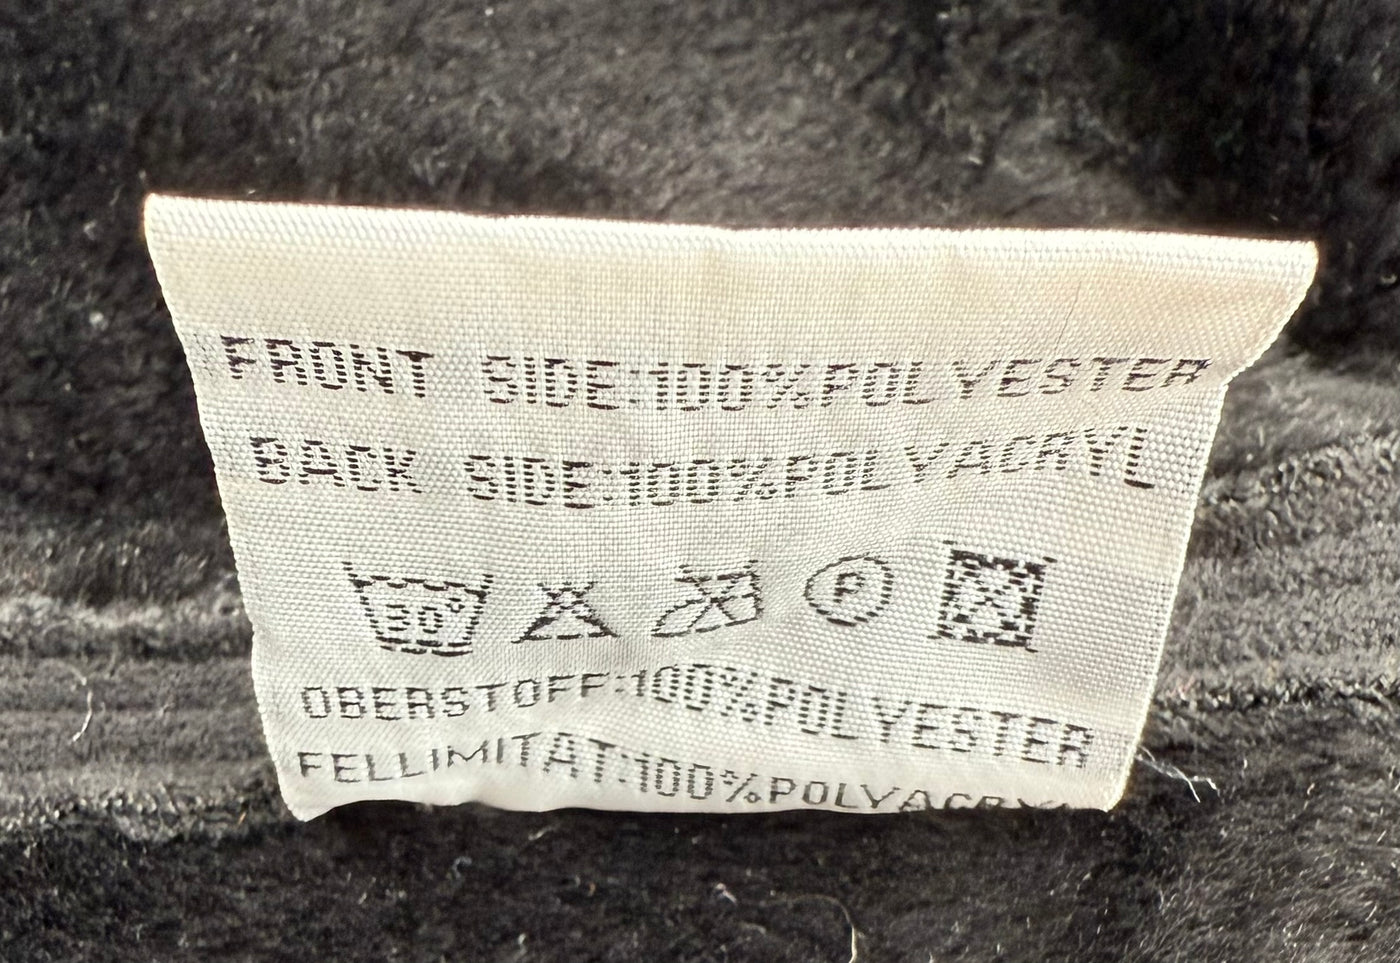 FRONT SIDE:100%POLYESTER
BACK SIDE:100%POLYACRYL
30° P
OBERSTOFF:100%POLYESTER
FELLIMITAT:100%POLYACRYL